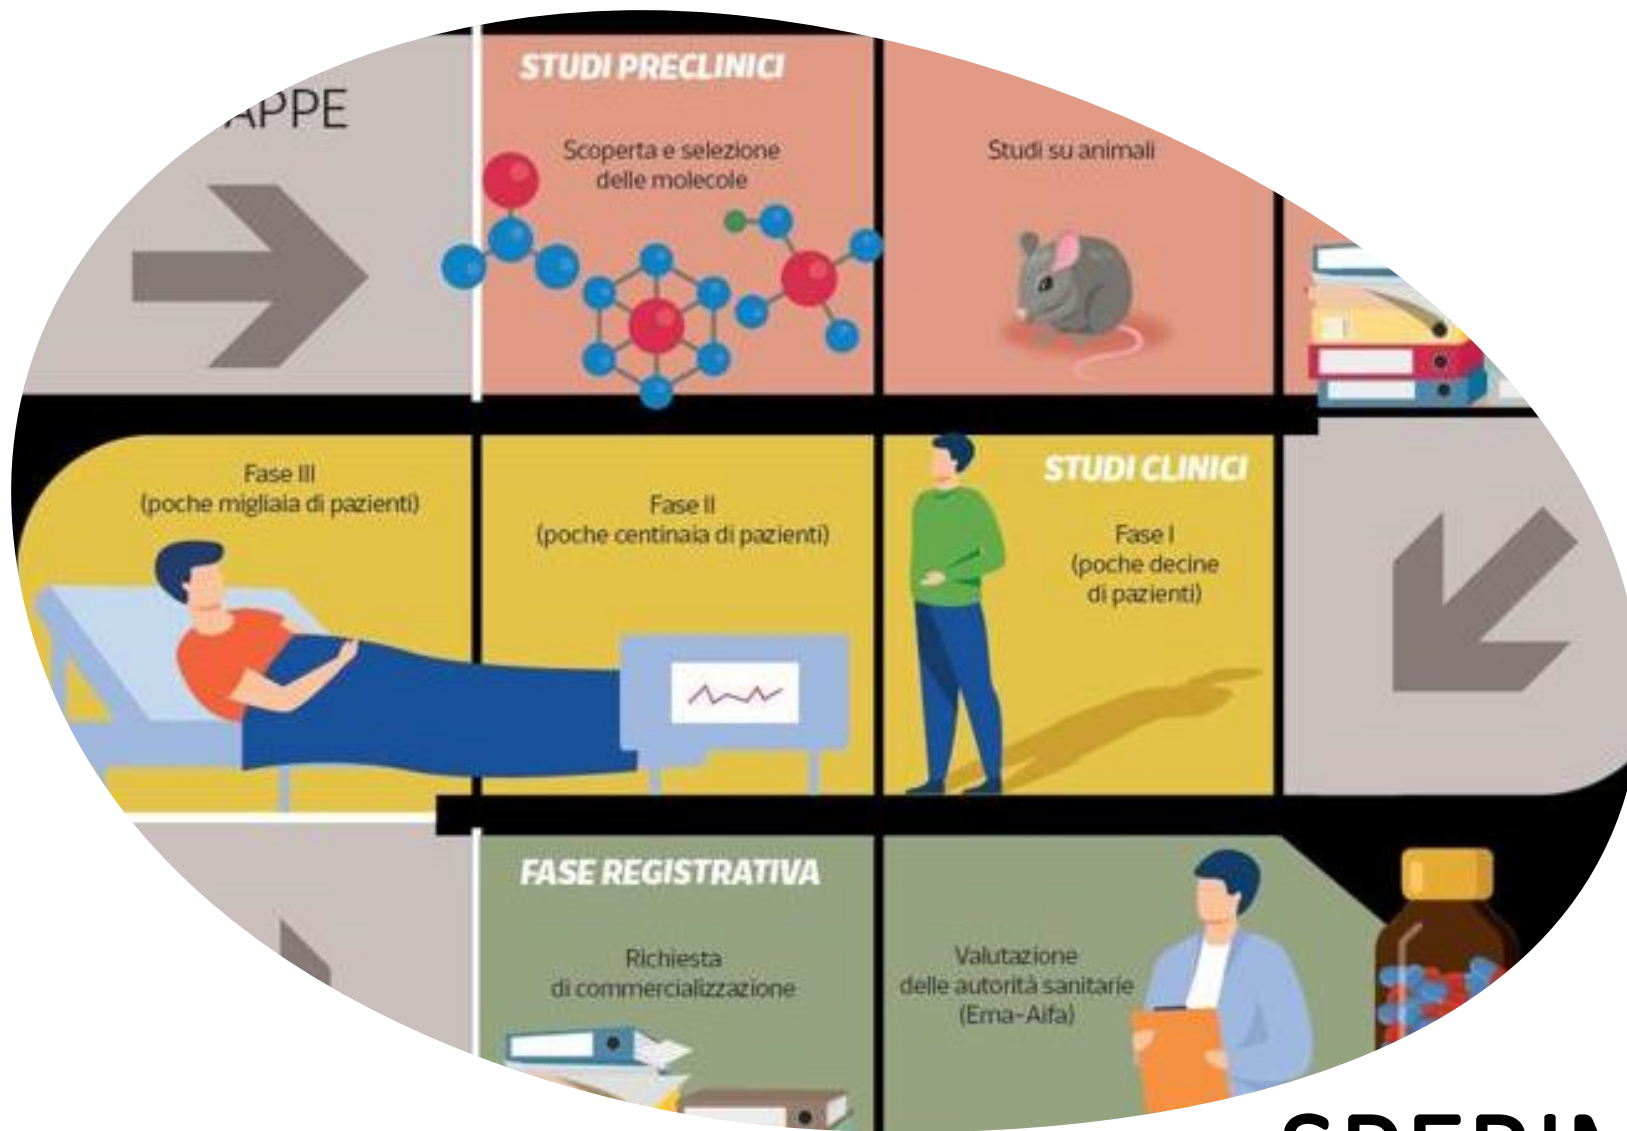 APPE
STUDI PRECLINICI
Scoperta e selezione
delle molecole
Studi su animali
Fase III
(poche migliaia di pazienti)
Fase II
(poche centinaia di pazienti)
STUDI CLINICI
Fase I
(poche decine
di pazienti)
FASE REGISTRATIVA
Richiesta
di commercializzazione
Valutazione
delle autorità sanitarie
(Ema-Aifa)